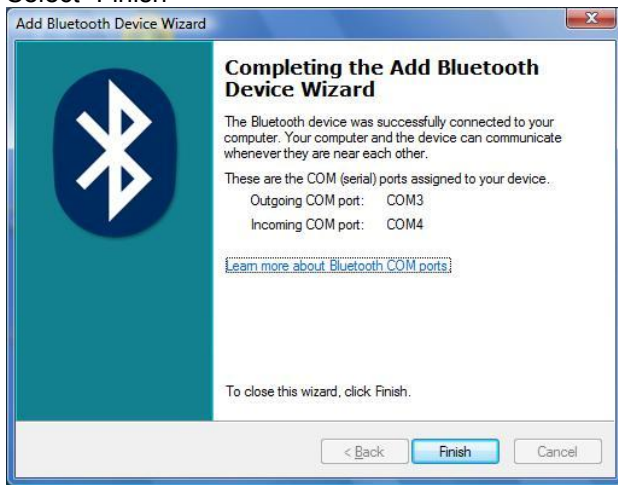 Select "Finish"
Add Bluetooth Device Wizard
Completing the Add Bluetooth
Device Wizard
The Bluetooth device was successfully connected to your
computer. Your computer and the device can communicate
whenever they are near each other.
These are the COM (serial) ports assigned to your device.
Outgoing COM port: COM3
Incoming COM port: COM4
Learn more about Bluetooth COM ports.
To close this wizard, click Finish.
< Back Finish Cancel